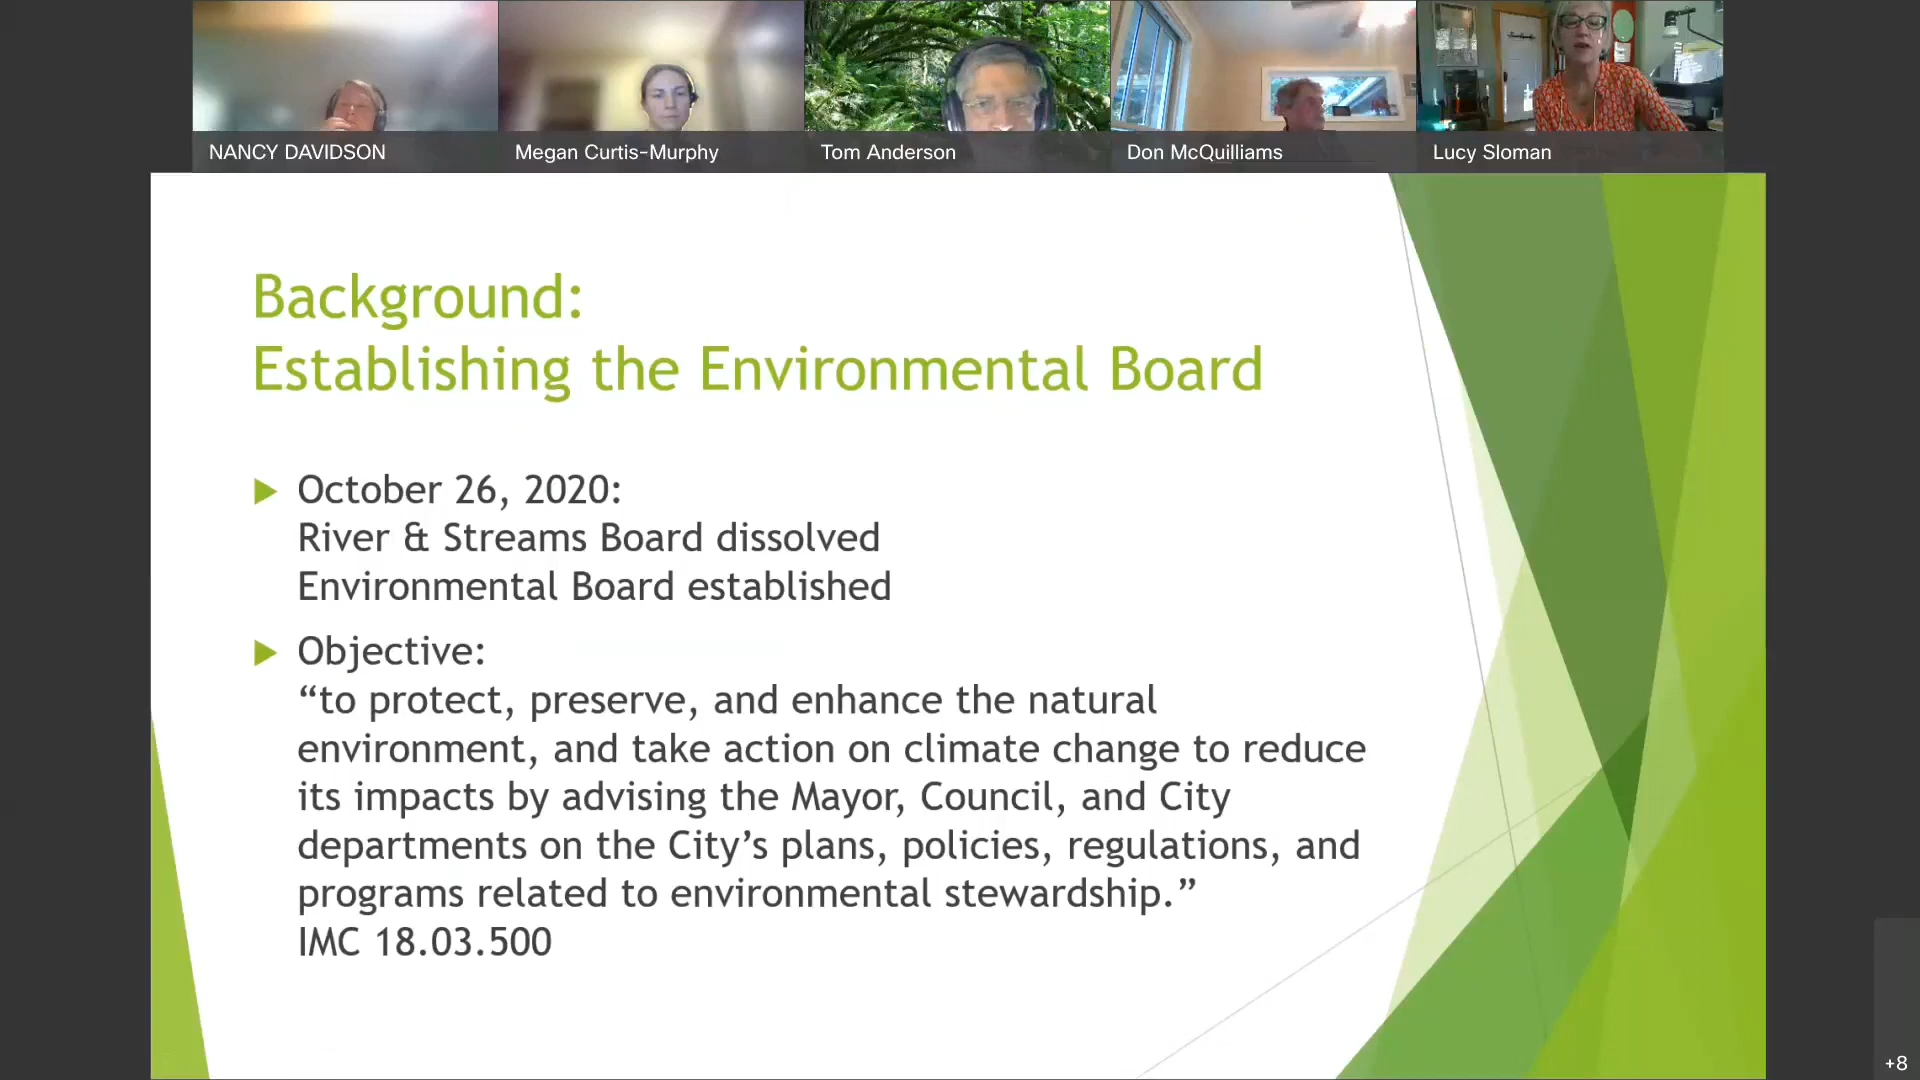 NANCY DAVIDSON
Megan Curtis-Murphy
Tom Anderson
Don McQuilliams
Lucy Sloman
Background:
Establishing the Environmental Board
October 26, 2020:
River & Streams Board dissolved
Environmental Board established
Objective:
“to protect, preserve, and enhance the natural
environment, and take action on climate change to reduce
its impacts by advising the Mayor, Council, and City
departments on the City’s plans, policies, regulations, and
programs related to environmental stewardship.”
IMC 18.03.500
+8